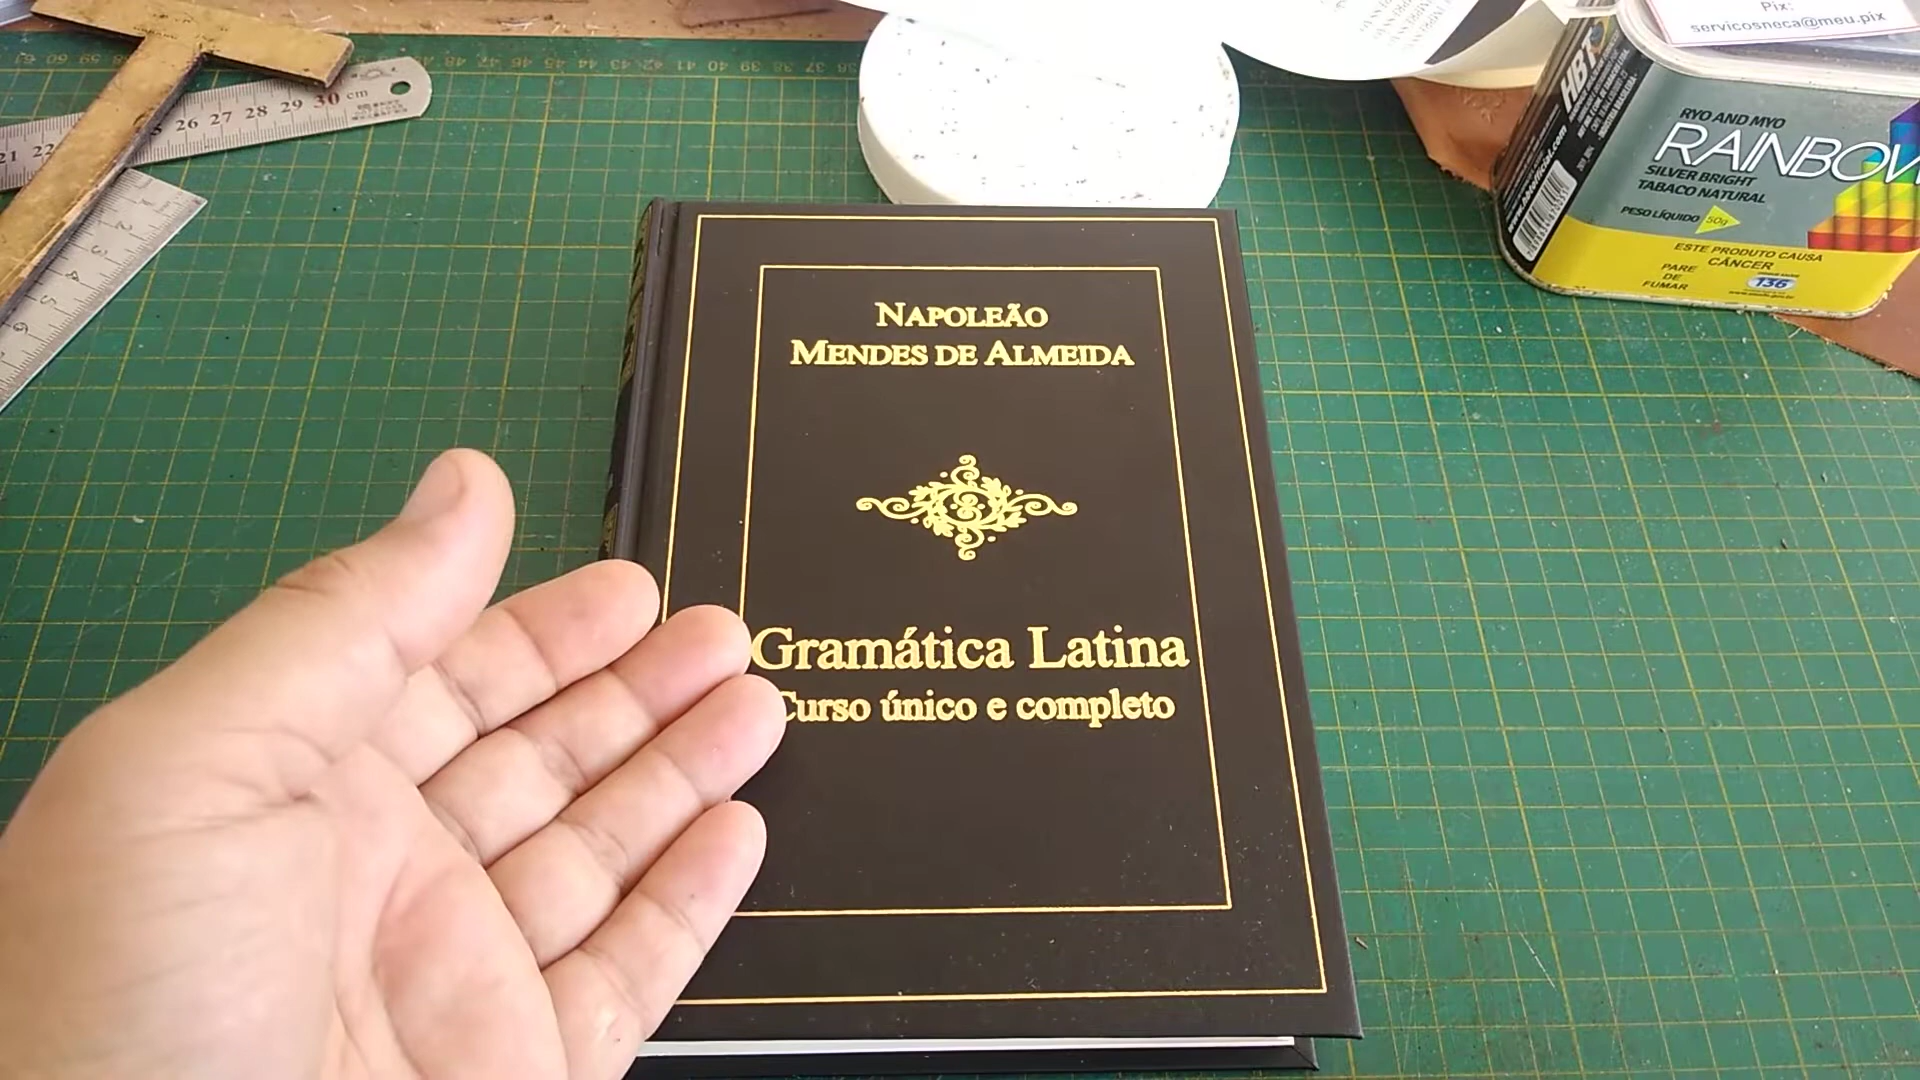 Pix:
servicosneca@meu.pix
HBT
RYO AND MYO
RAINBOW
SILVER BRIGHT
TABACO NATURAL
PESO LÍQUIDO 50g
ESTE PRODUTO CAUSA
CÂNCER
PARE
DE
FUMAR
136
26 27 28 29 30 cm
NAPOLEÃO
MENDES DE ALMEIDA
Gramática Latina
Curso único e completo